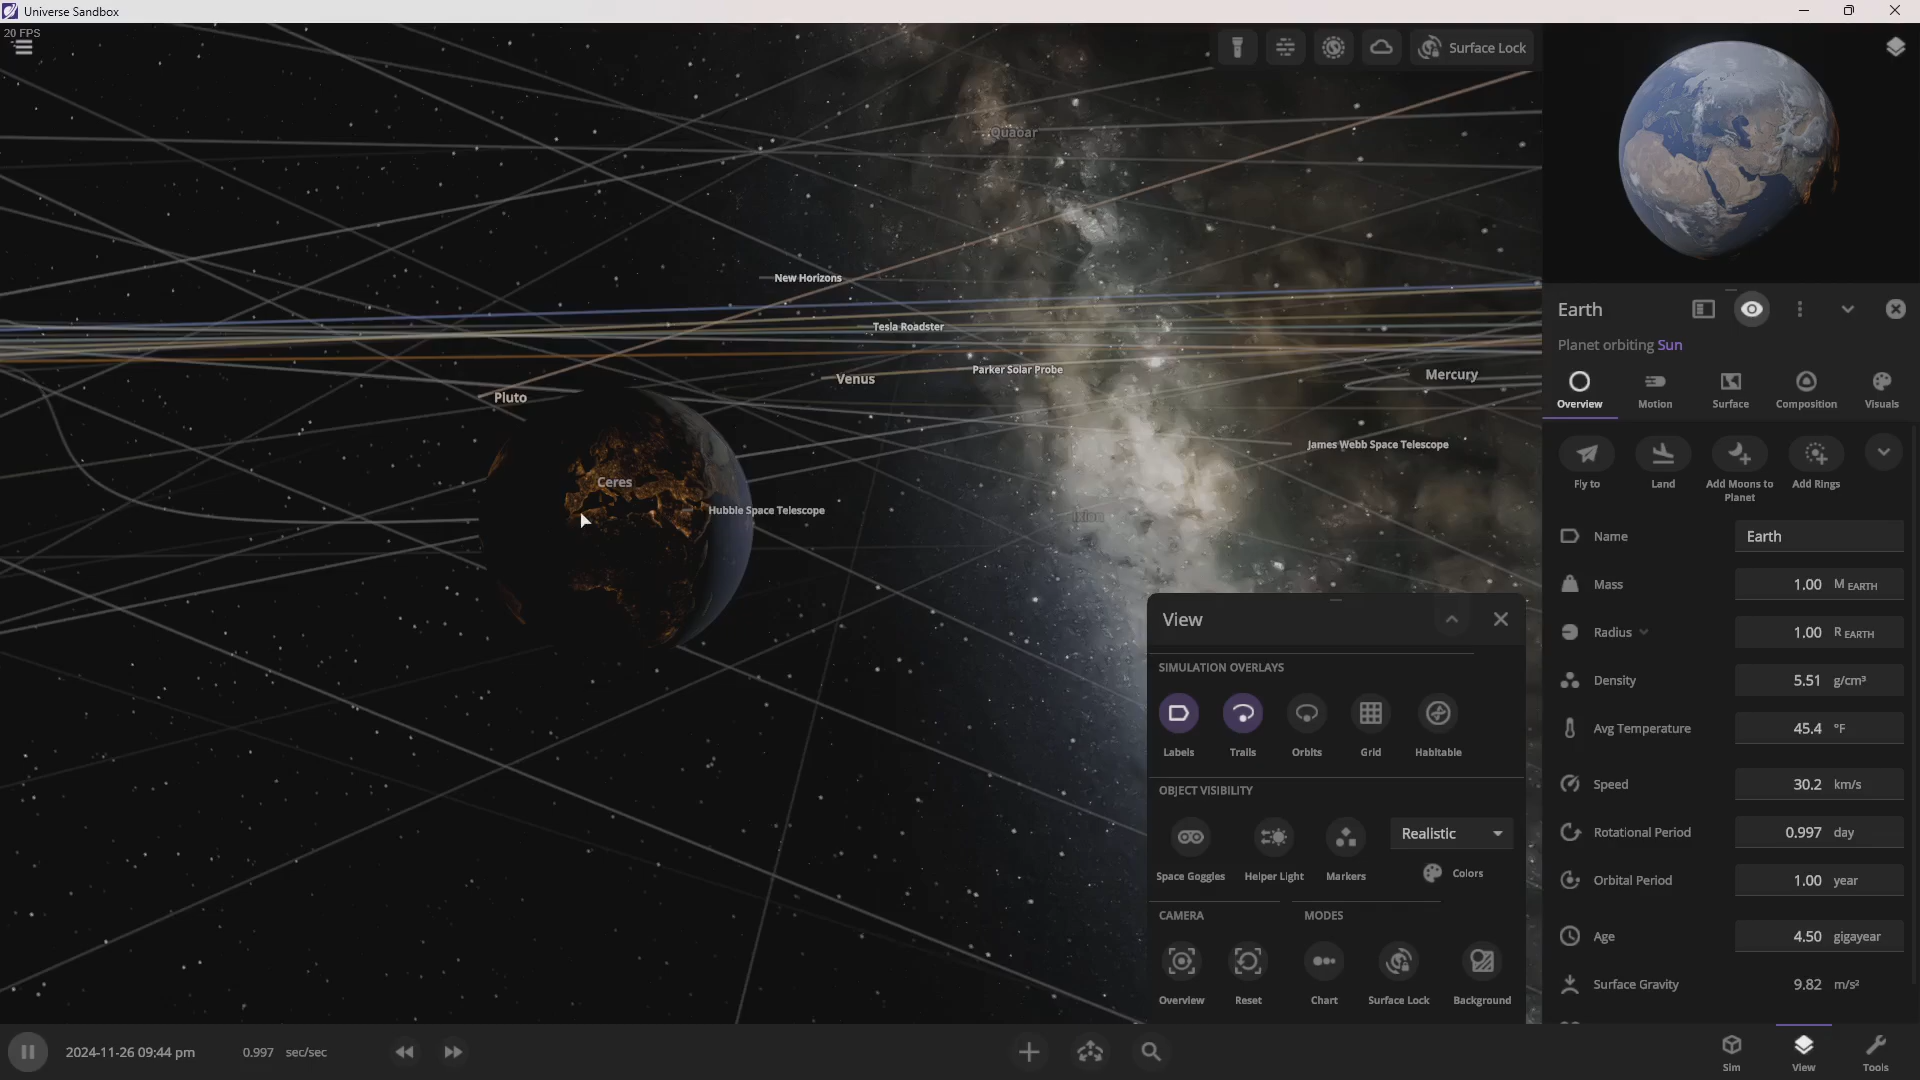 Universe Sandbox
20 FPS
Surface Lock
Quaoar
New Horizons
Tesla Roadster
Parker Solar Probe
Venus
Mercury
Pluto
James Webb Space Telescope
Ceres
Hubble Space Telescope
Ixion
Earth
Planet orbiting Sun
Overview
Motion
Surface
Composition
Visuals
Fly to
Land
Add Moons to
Planet
Add Rings
Name Earth
Mass 1.00 M EARTH
Radius 1.00 R EARTH
Density 5.51 g/cm³
Avg Temperature 45.4 °F
Speed 30.2 km/s
Rotational Period 0.997 day
Orbital Period 1.00 year
Age 4.50 gigayear
Surface Gravity 9.82 m/s²
View
SIMULATION OVERLAYS
Labels Trails Orbits Grid Habitable
OBJECT VISIBILITY
Realistic
Space Goggles Helper Light Markers Colors
CAMERA MODES
Overview Reset Chart Surface Lock Background
2024-11-26 09:44 pm 0.997 sec/sec
Sim View Tools